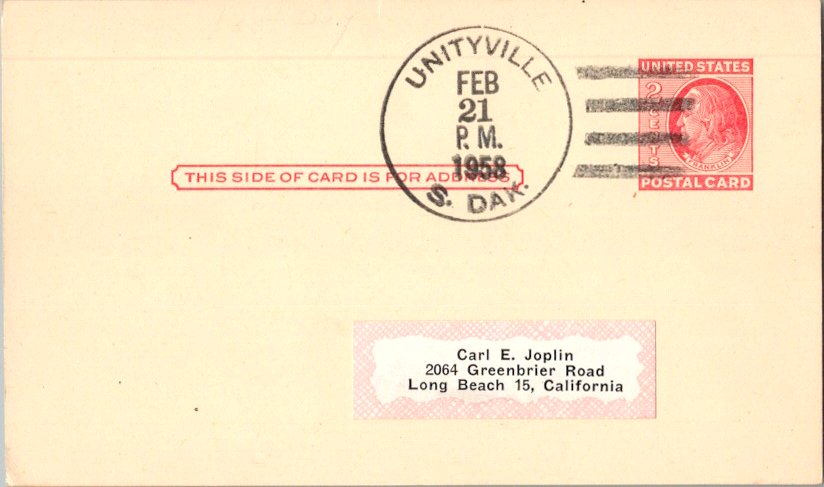 UNITYVILLE
FEB
21
P. M.
1958
S. DAK.
UNITED STATES
2 CENTS
FRANKLIN
POSTAL CARD
THIS SIDE OF CARD IS FOR ADDRESS
Carl E. Joplin
2064 Greenbrier Road
Long Beach 15, California